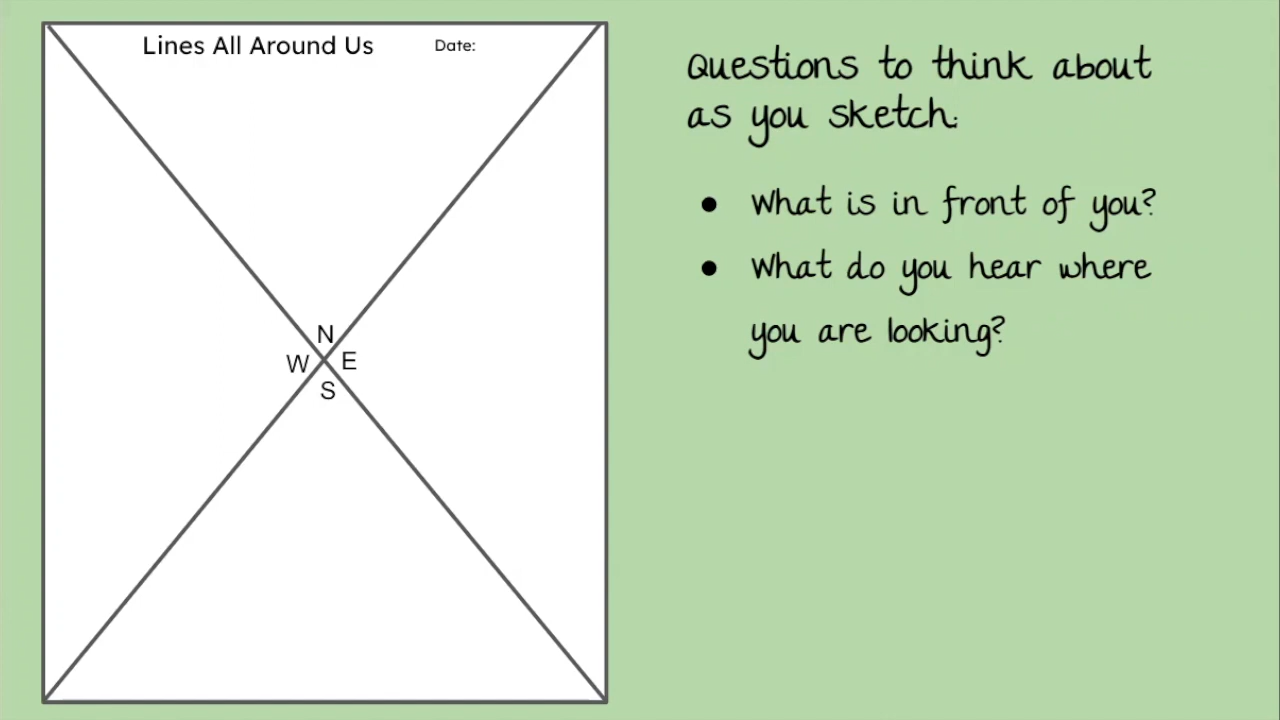 Lines All Around Us Date:
N
W E
S
Questions to think about
as you sketch:
● What is in front of you?
● What do you hear where
you are looking?